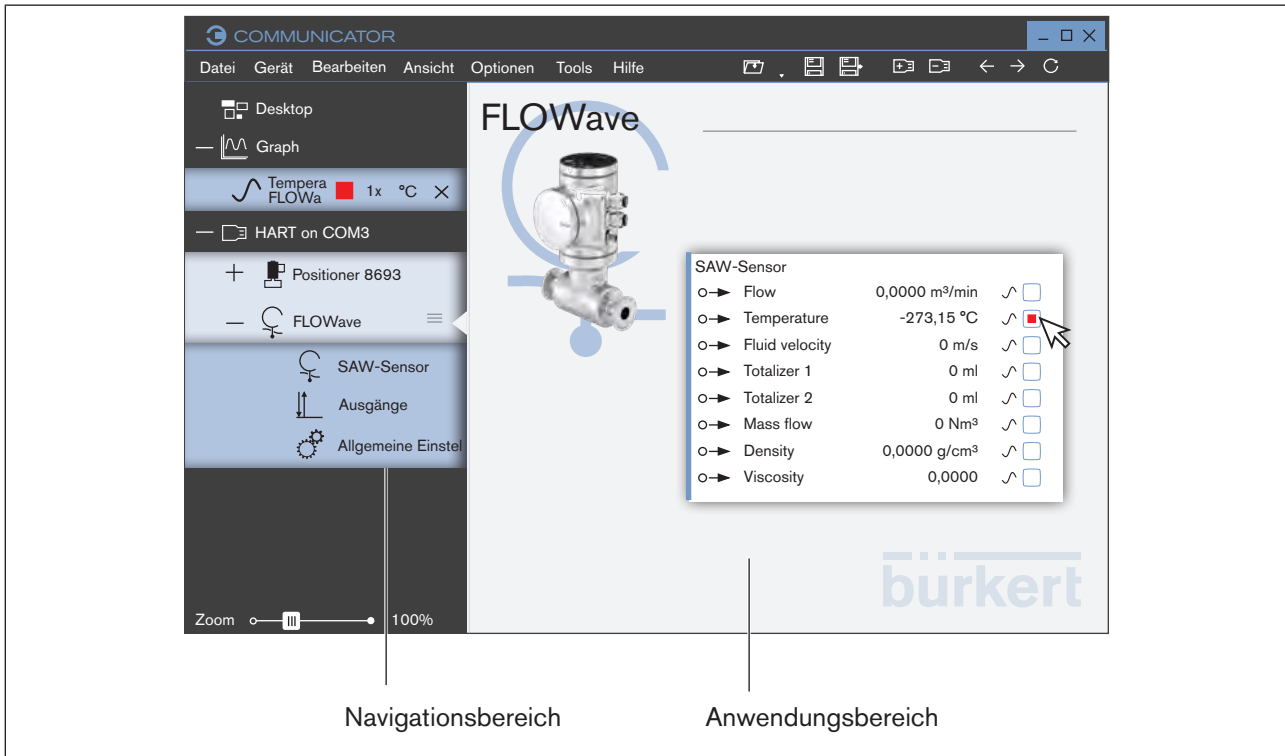 COMMUNICATOR
Datei Gerät Bearbeiten Ansicht Optionen Tools Hilfe
Desktop
Graph
Tempera
FLOWa
1x °C
HART on COM3
Positioner 8693
FLOWave
SAW-Sensor
Ausgänge
Allgemeine Einstel
Zoom 100%
FLOWave
SAW-Sensor
Flow 0,0000 m³/min
Temperature -273,15 °C
Fluid velocity 0 m/s
Totalizer 1 0 ml
Totalizer 2 0 ml
Mass flow 0 Nm³
Density 0,0000 g/cm³
Viscosity 0,0000
bürkert
Navigationsbereich
Anwendungsbereich